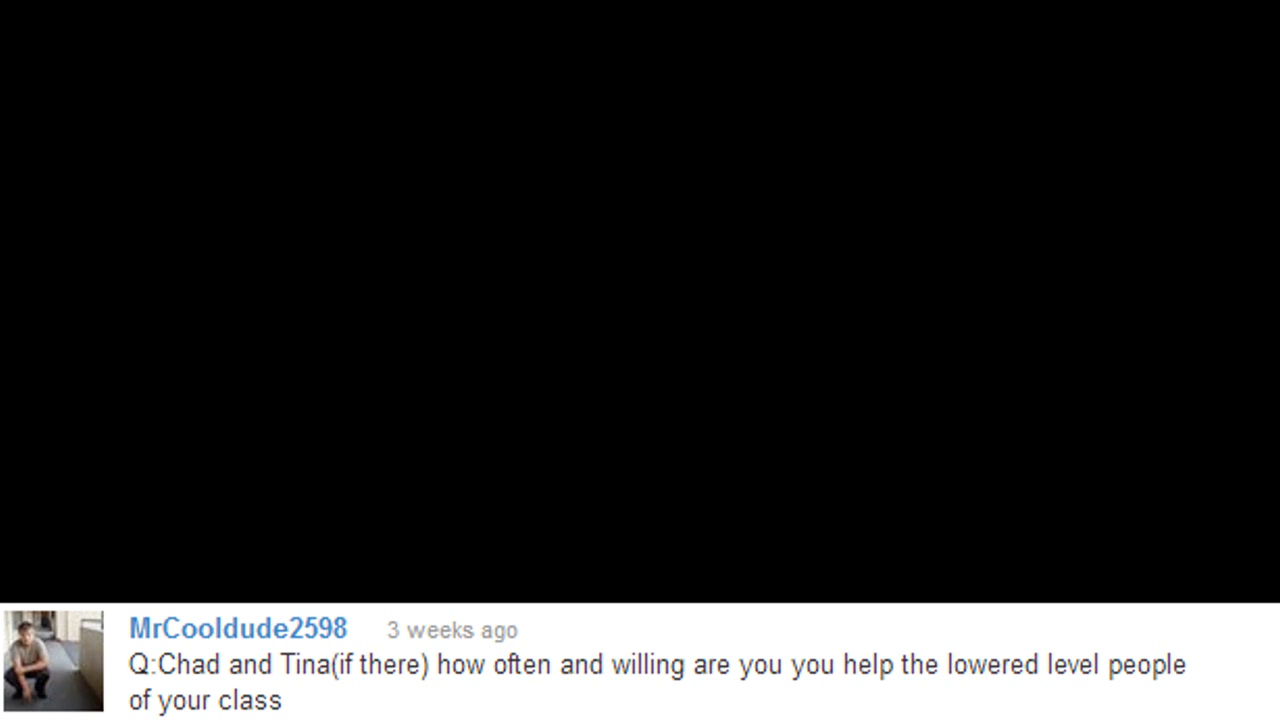 MrCooldude2598 3 weeks ago
Q:Chad and Tina(if there) how often and willing are you you help the lowered level people
of your class